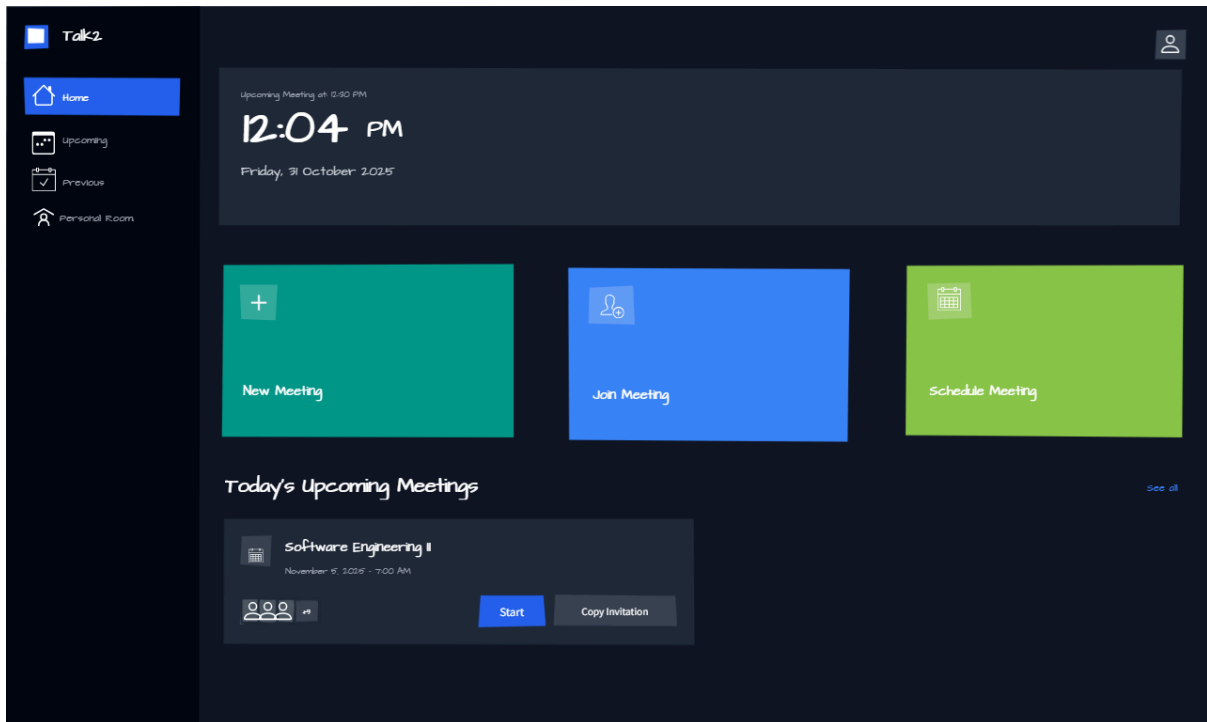 Talk2
Home
Upcoming
Previous
Personal Room
Upcoming Meeting at: 12:30 PM
12:04 PM
Friday, 31 October 2025
New Meeting
Join Meeting
Schedule Meeting
Today's Upcoming Meetings
See all
Software Engineering II
November 5, 2025 - 7:00 AM
+9
Start
Copy Invitation